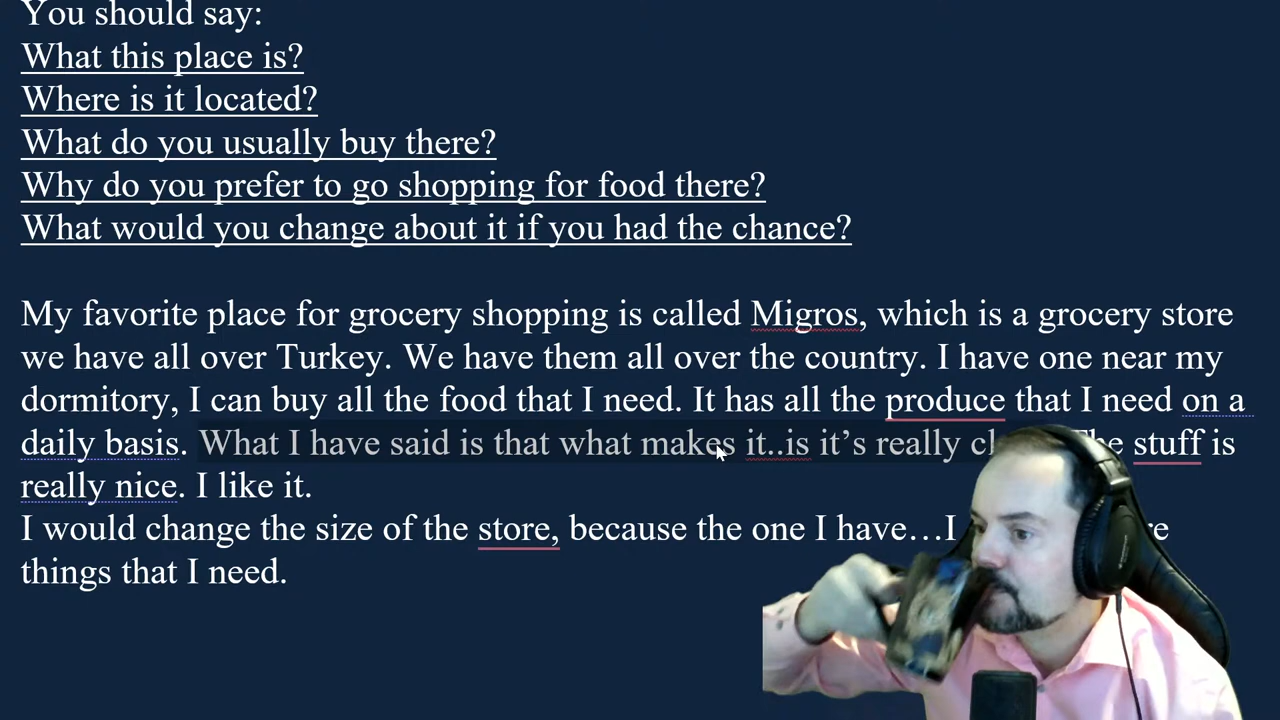 You should say:
What this place is?
Where is it located?
What do you usually buy there?
Why do you prefer to go shopping for food there?
What would you change about it if you had the chance?
My favorite place for grocery shopping is called Migros, which is a grocery store
we have all over Turkey. We have them all over the country. I have one near my
dormitory, I can buy all the food that I need. It has all the produce that I need on a
daily basis. What I have said is that what makes it..is it’s really The stuff is
really nice. I like it.
I would change the size of the store, because the one I have…I
things that I need.